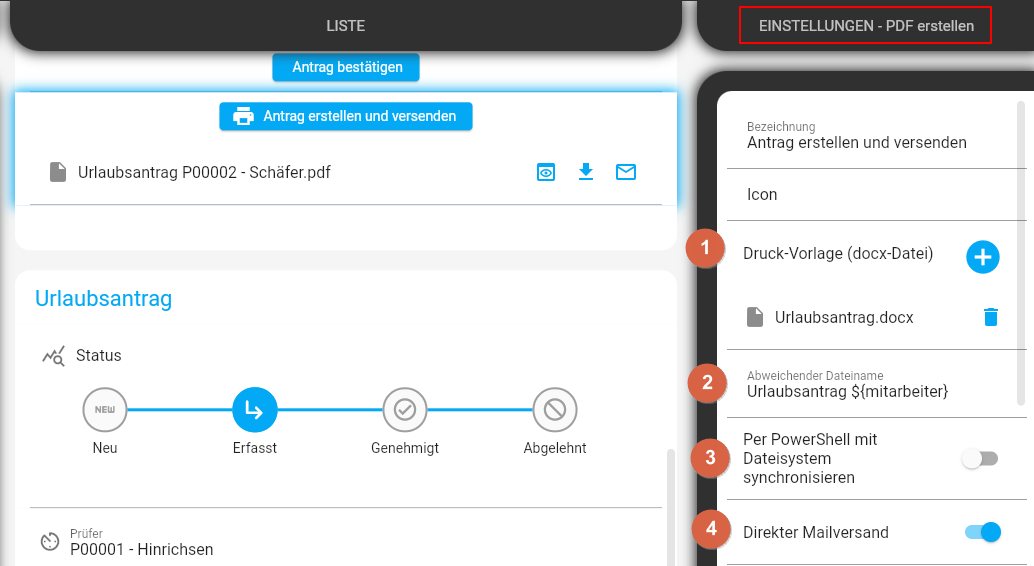 LISTE
Antrag bestätigen
Antrag erstellen und versenden
Urlaubsantrag P00002 - Schäfer.pdf
Urlaubsantrag
Status
NEW
Neu
Erfasst
Genehmigt
Abgelehnt
Prüfer
P00001 - Hinrichsen
EINSTELLUNGEN - PDF erstellen
Bezeichnung
Antrag erstellen und versenden
Icon
1
Druck-Vorlage (docx-Datei)
Urlaubsantrag.docx
2
Abweichender Dateiname
Urlaubsantrag ${mitarbeiter}
3
Per PowerShell mit
Dateisystem
synchronisieren
4
Direkter Mailversand